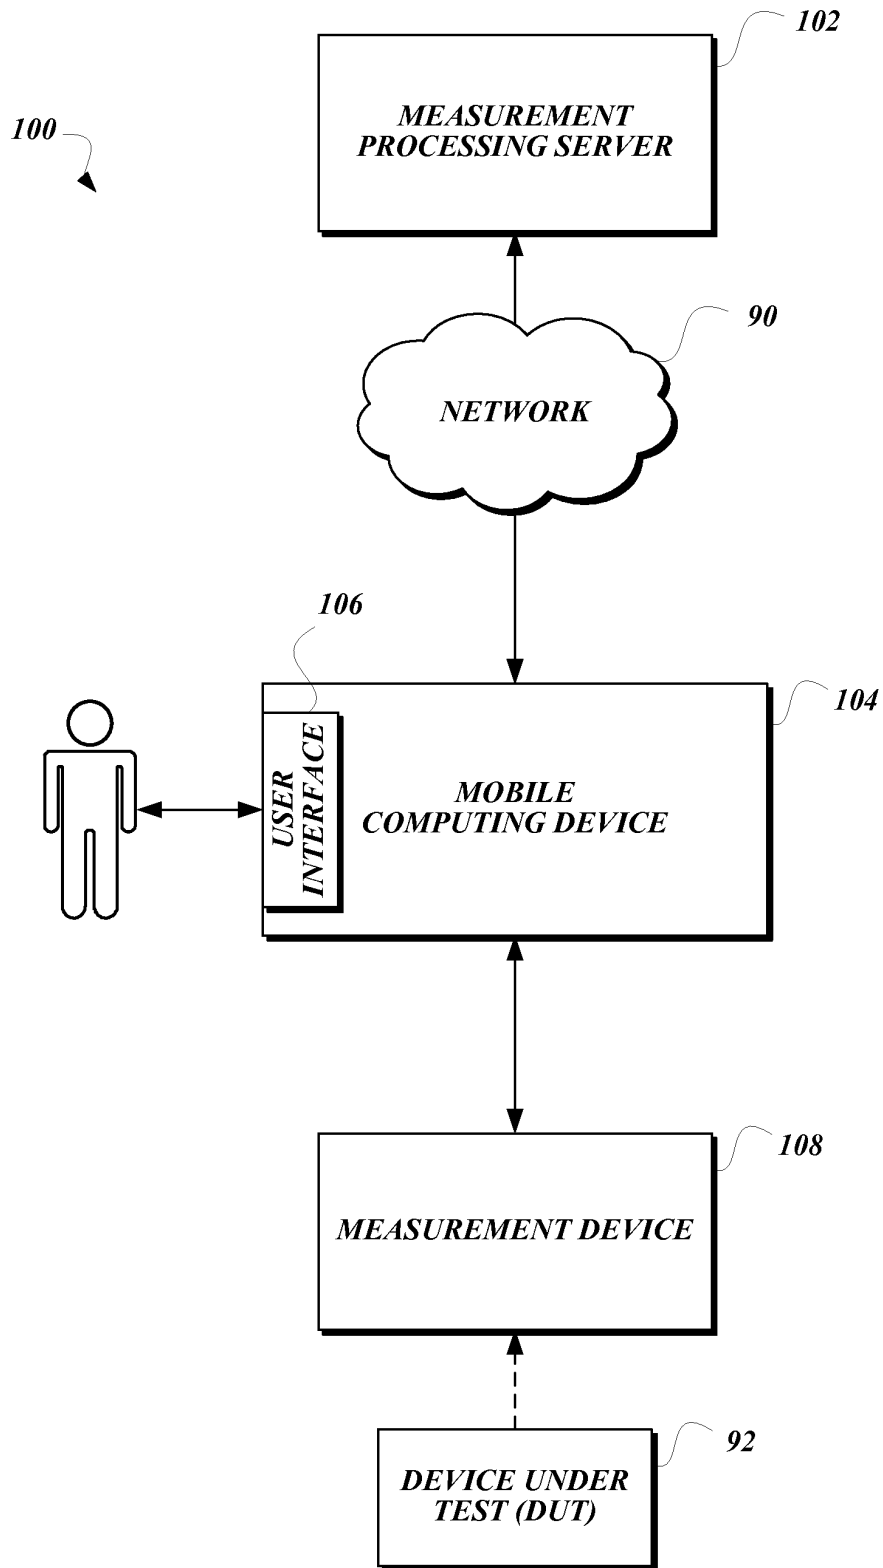 102
MEASUREMENT
PROCESSING SERVER
100
90
NETWORK
106
104
USER
INTERFACE
MOBILE
COMPUTING DEVICE
108
MEASUREMENT DEVICE
92
DEVICE UNDER
TEST (DUT)